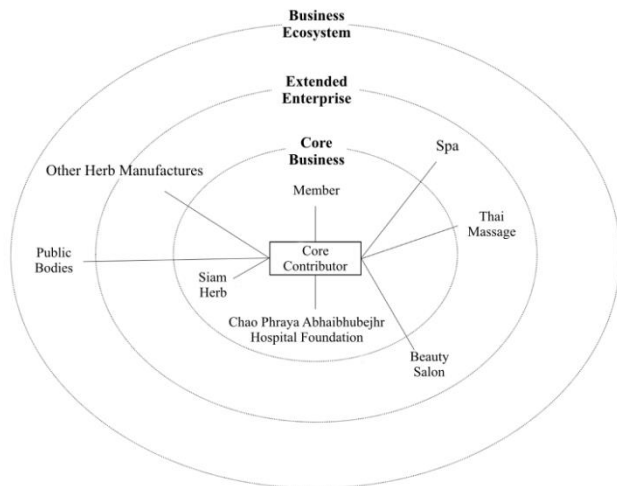 Business
Ecosystem
Extended
Enterprise
Core
Business
Spa
Other Herb Manufactures
Member
Thai
Massage
Public
Bodies
Core
Contributor
Siam
Herb
Chao Phraya Abhaibhubejhr
Hospital Foundation
Beauty
Salon